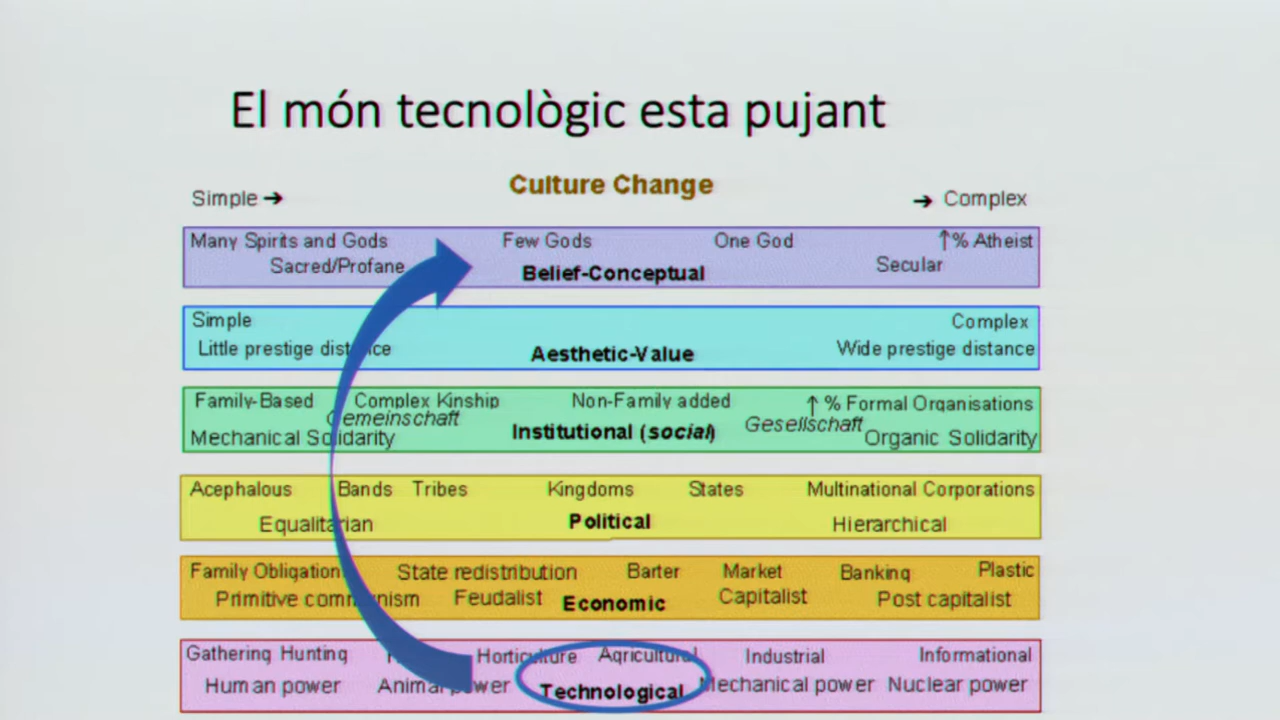 El món tecnològic esta pujant
Culture Change
Simple → → Complex
Many Spirits and Gods Few Gods One God ↑% Atheist
Sacred/Profane Belief-Conceptual Secular
Simple Complex
Little prestige distance Aesthetic-Value Wide prestige distance
Family-Based Complex Kinship Non-Family added ↑ % Formal Organisations
Gemeinschaft Gesellschaft
Mechanical Solidarity Institutional (social) Organic Solidarity
Acephalous Bands Tribes Kingdoms States Multinational Corporations
Equalitarian Political Hierarchical
Family Obligation State redistribution Barter Market Banking Plastic
Primitive communism Feudalist Economic Capitalist Post capitalist
Gathering Hunting Horticulture Agricultural Industrial Informational
Human power Animal power Technological Mechanical power Nuclear power